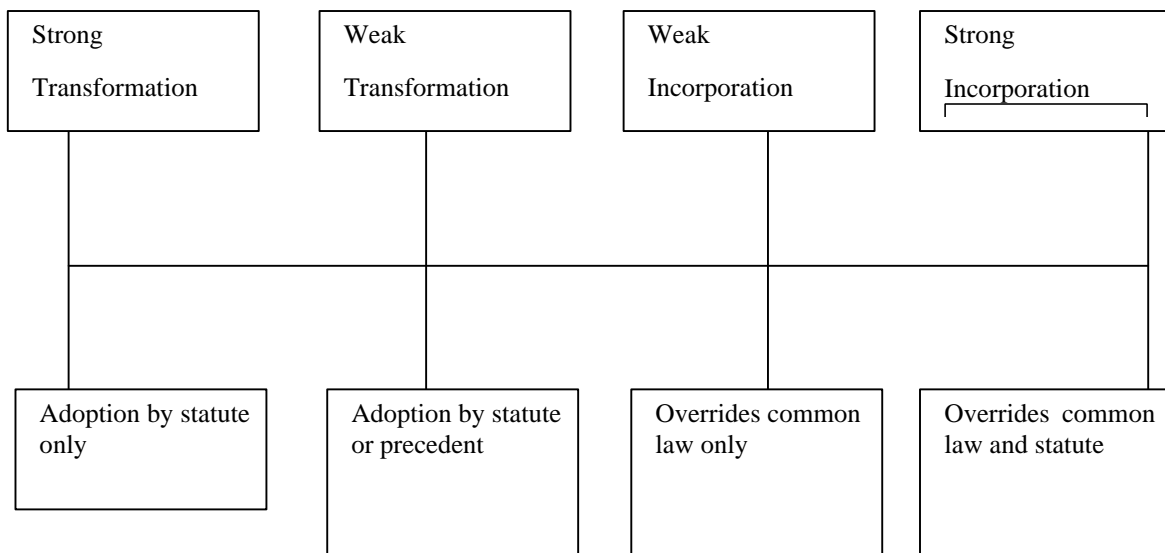 Strong
Transformation
Weak
Transformation
Weak
Incorporation
Strong
Incorporation
Adoption by statute
only
Adoption by statute
or precedent
Overrides common
law only
Overrides common
law and statute